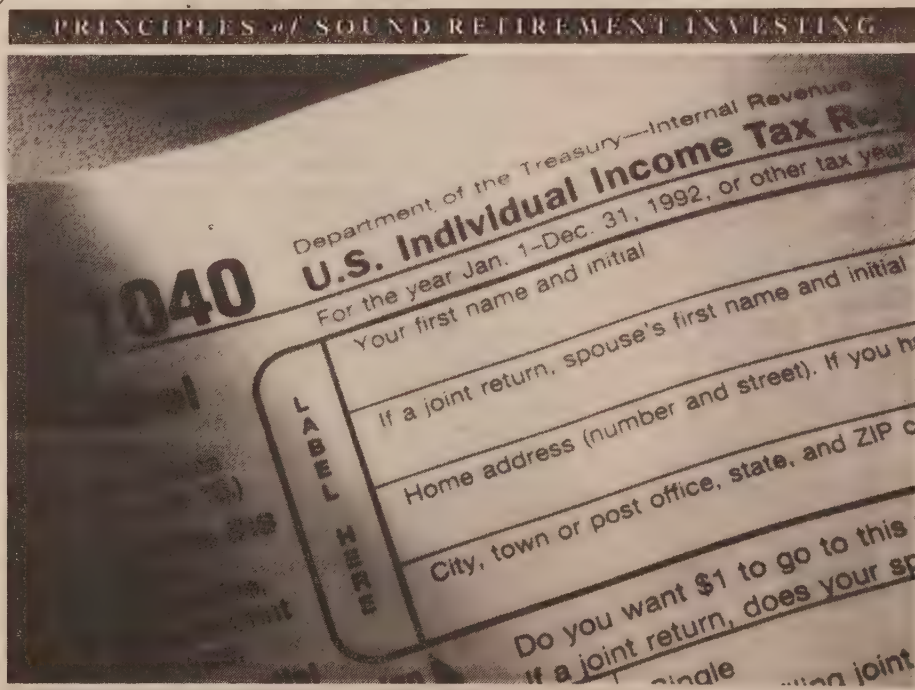 PRINCIPLES of SOUND RETIREMENT INVESTING
Department of the Treasury—Internal Revenue
U.S. Individual Income Tax Re
1040
For the year Jan. 1–Dec. 31, 1992, or other tax year
Your first name and initial
If a joint return, spouse's first name and initial
LABEL HERE
Home address (number and street). If you ha
City, town or post office, state, and ZIP c
Do you want $1 to go to this
If a joint return, does your sp
Single
iling joint